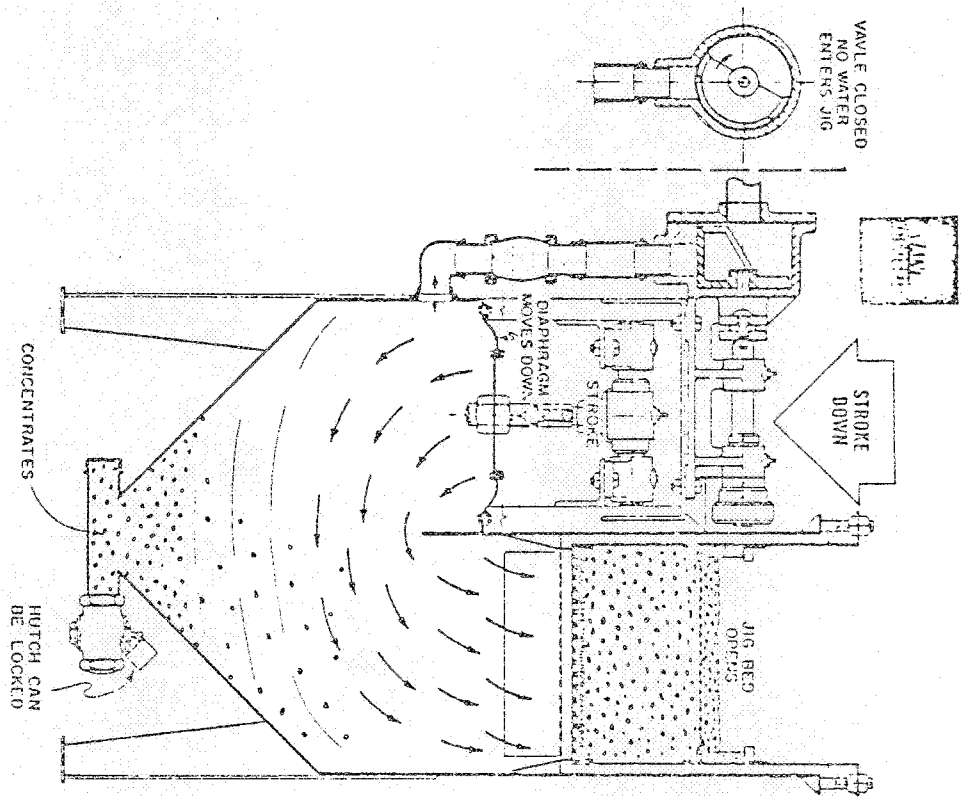 VAVLE CLOSED
NO WATER
ENTERS JIG
STROKE
DOWN
DIAPHRAGM
MOVES DOWN
STROKE
JIG BED
OPENS
CONCENTRATES
HUTCH CAN
BE LOCKED